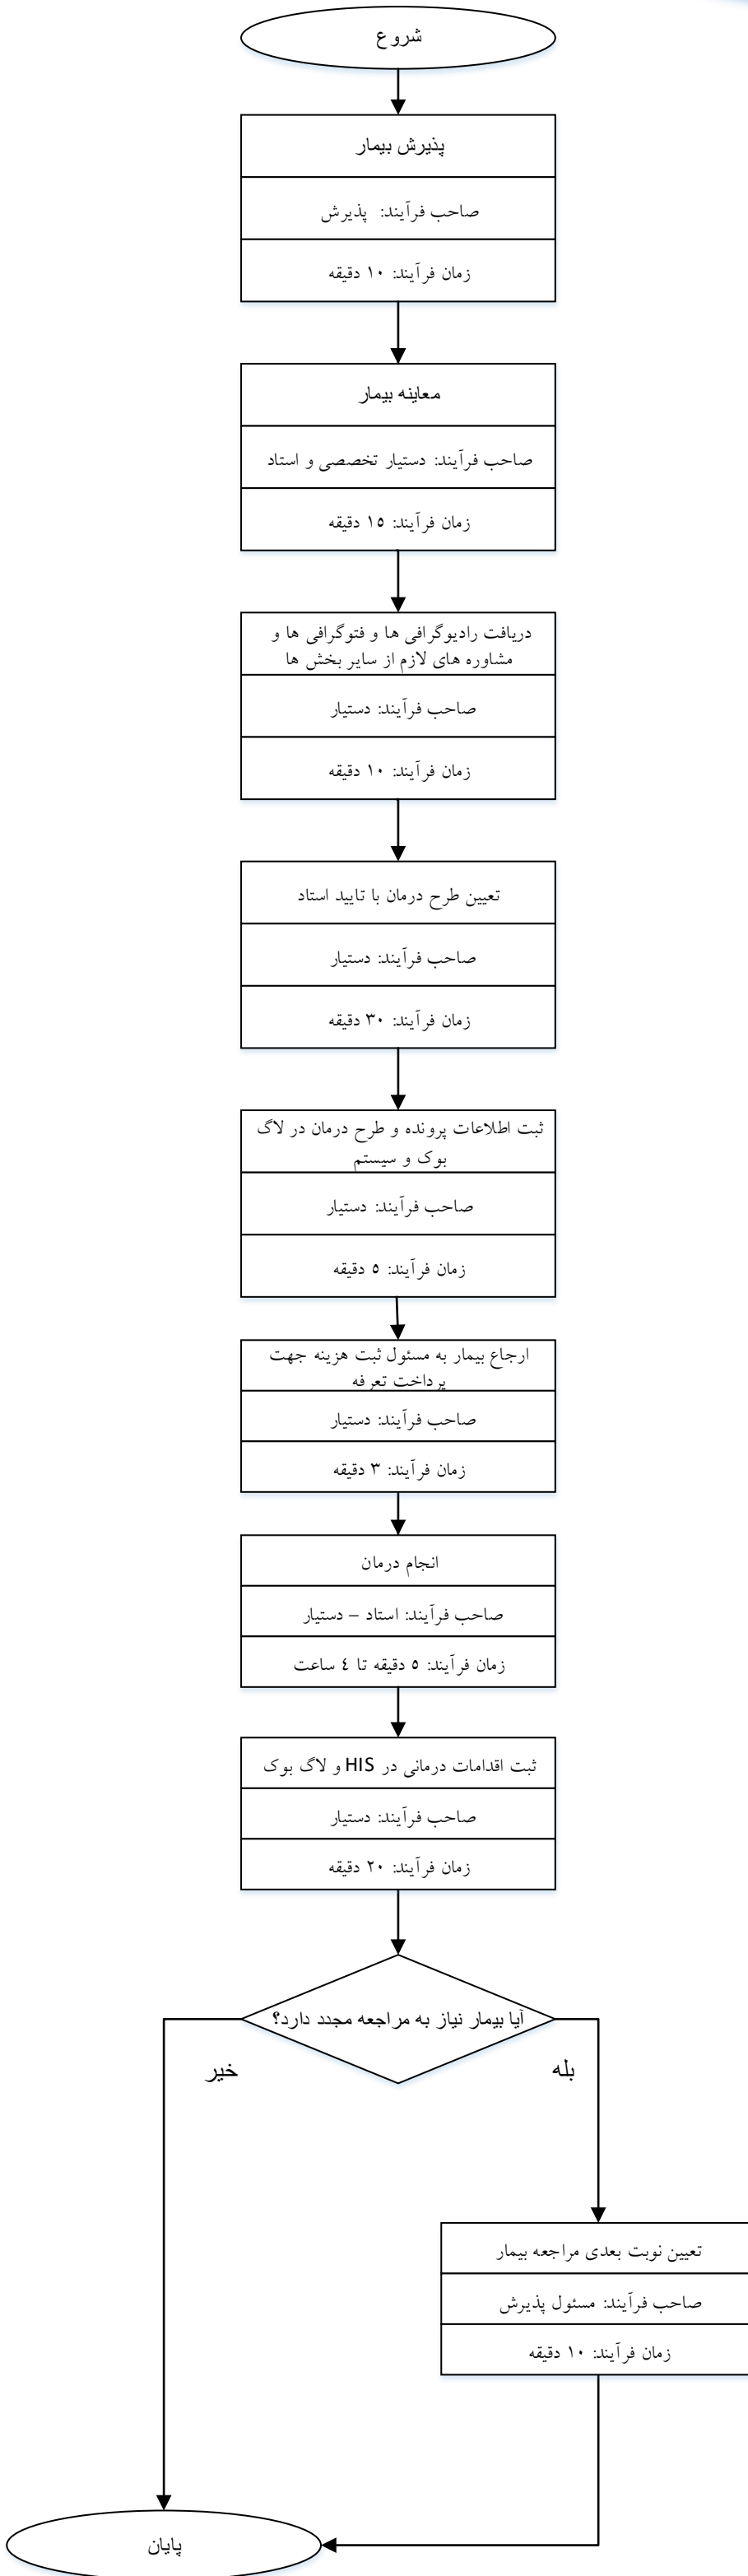 شروع
پذیرش بیمار
صاحب فرآیند: پذیرش
زمان فرآیند: ۱۰ دقیقه
معاینه بیمار
صاحب فرآیند: دستیار تخصصی و استاد
زمان فرآیند: ۱۵ دقیقه
دریافت رادیوگرافی ها و فتوگرافی ها و
مشاوره های لازم از سایر بخش ها
صاحب فرآیند: دستیار
زمان فرآیند: ۱۰ دقیقه
تعیین طرح درمان با تایید استاد
صاحب فرآیند: دستیار
زمان فرآیند: ۳۰ دقیقه
ثبت اطلاعات پرونده و طرح درمان در لاگ
بوک و سیستم
صاحب فرآیند: دستیار
زمان فرآیند: ۵ دقیقه
ارجاع بیمار به مسئول ثبت هزینه جهت
پرداخت تعرفه
صاحب فرآیند: دستیار
زمان فرآیند: ۳ دقیقه
انجام درمان
صاحب فرآیند: استاد – دستیار
زمان فرآیند: ۵ دقیقه تا ٤ ساعت
ثبت اقدامات درمانی در HIS و لاگ بوک
صاحب فرآیند: دستیار
زمان فرآیند: ۲۰ دقیقه
آیا بیمار نیاز به مراجعه مجدد دارد؟
بله
خیر
تعیین نوبت بعدی مراجعه بیمار
صاحب فرآیند: مسئول پذیرش
زمان فرآیند: ۱۰ دقیقه
پایان